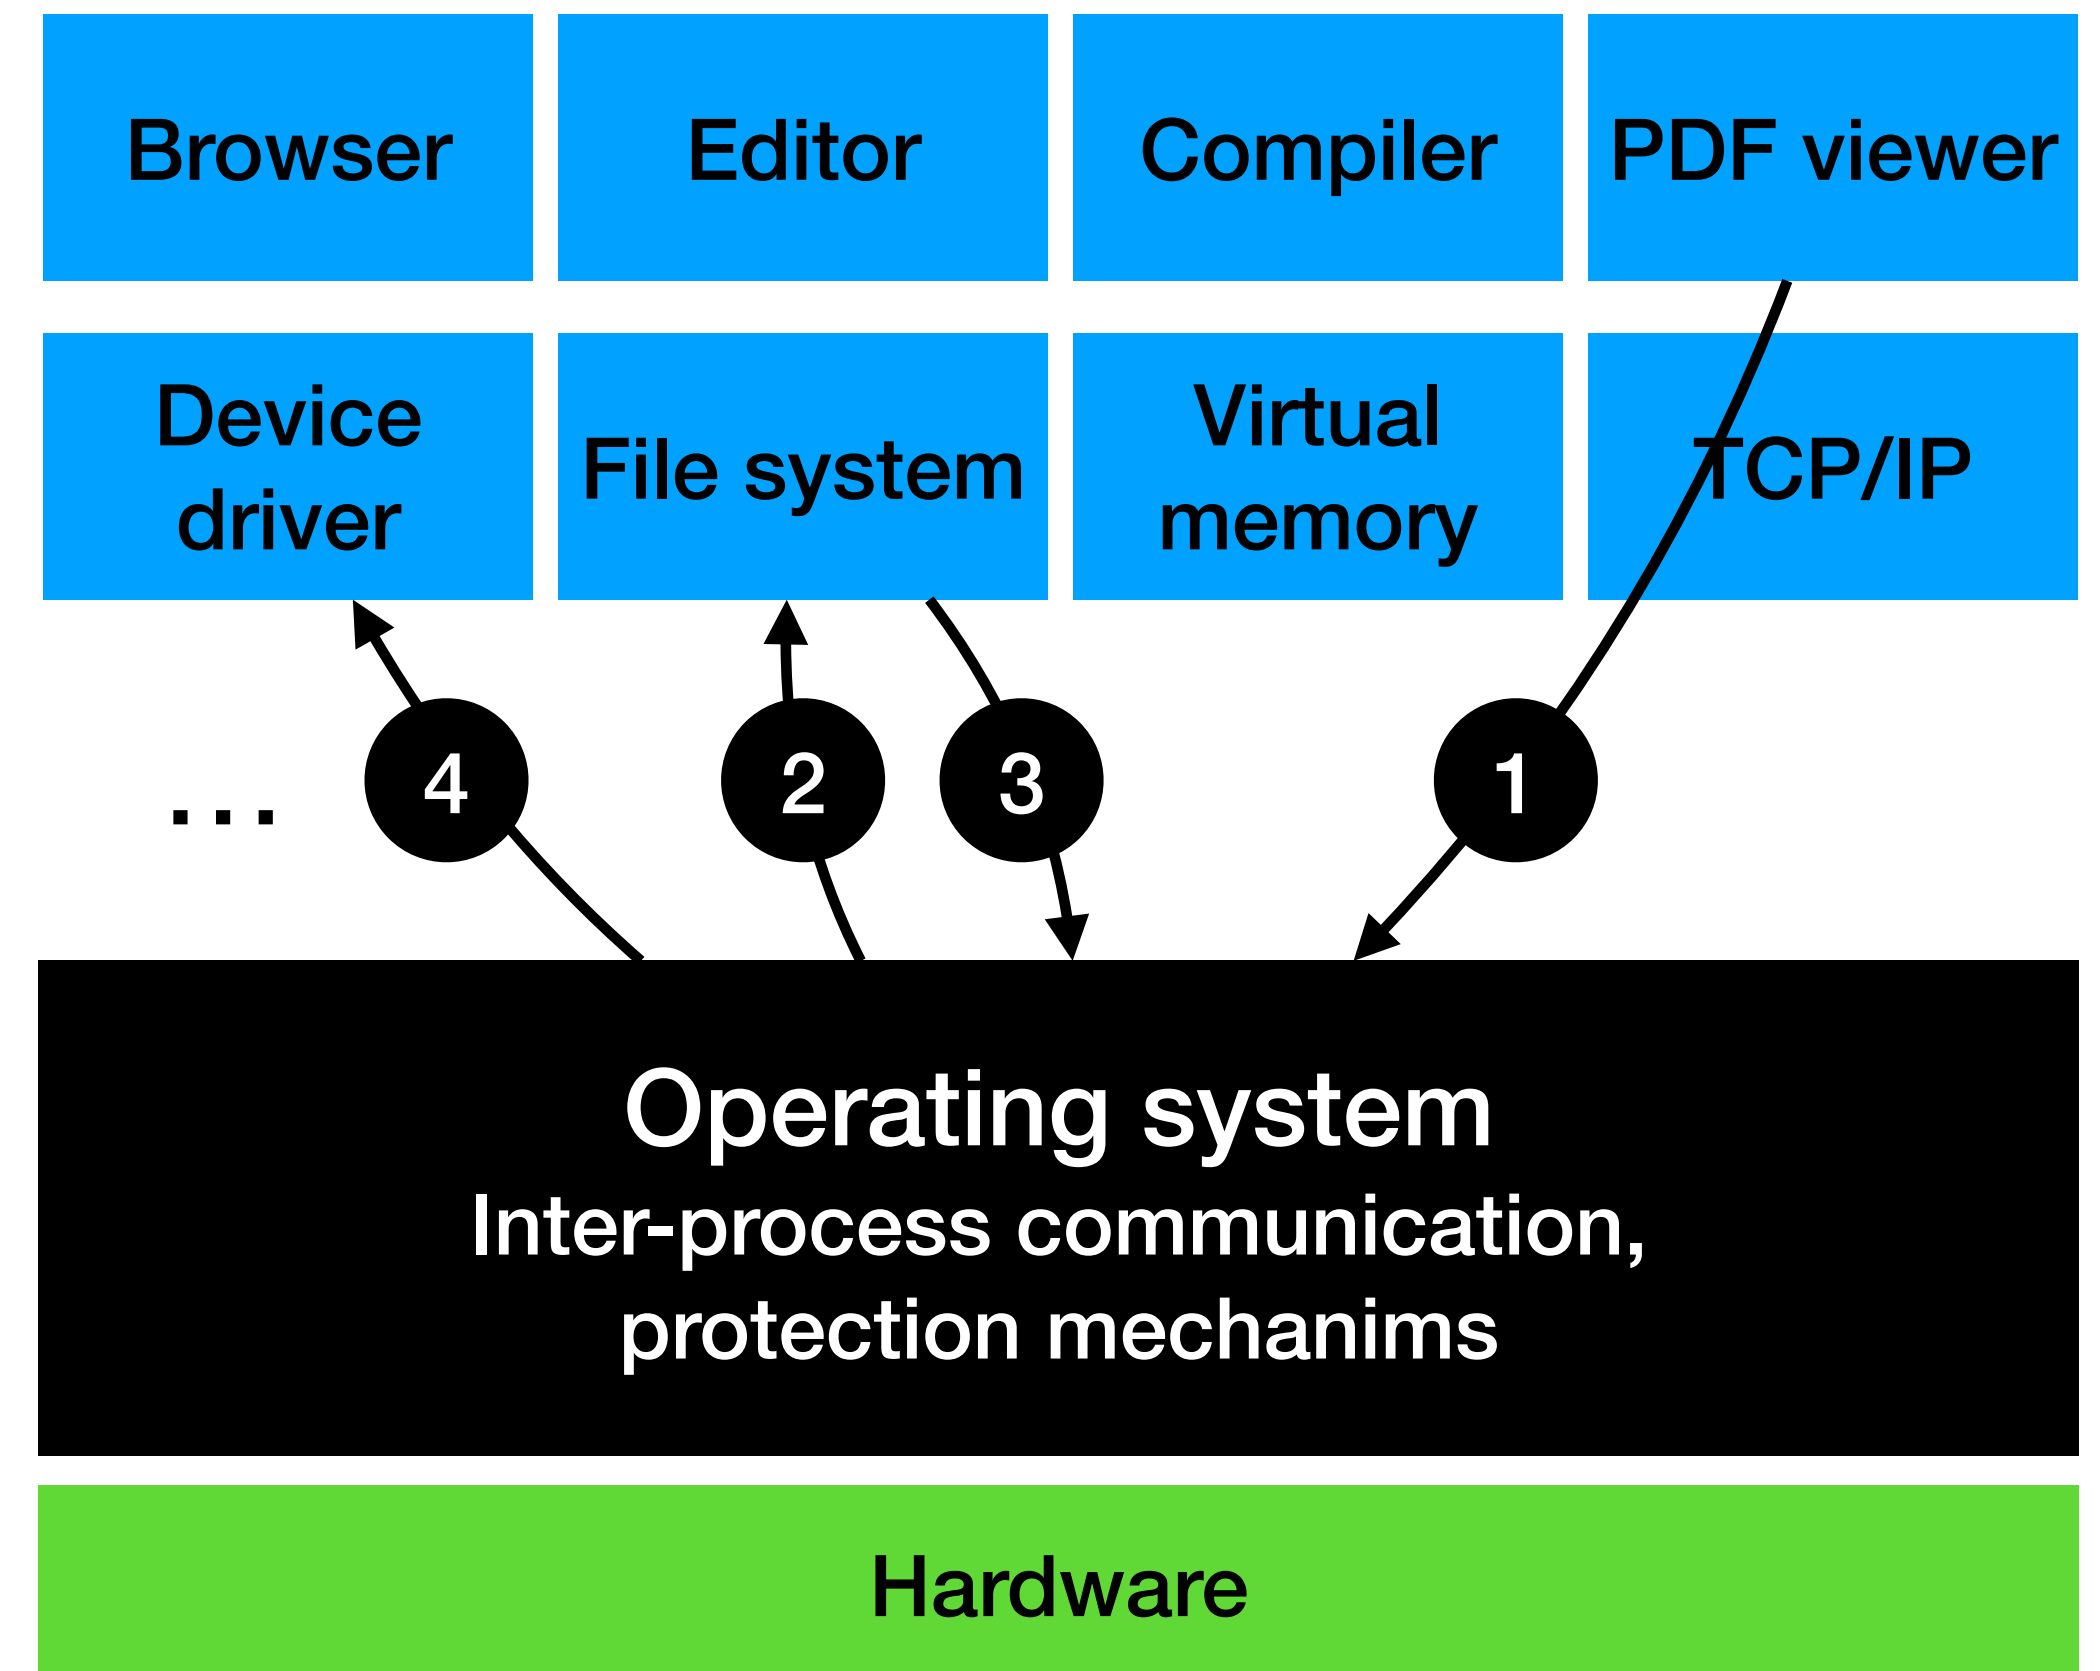 Browser
Editor
Compiler
PDF viewer
Device
driver
File system
Virtual
memory
TCP/IP
...
4
2
3
1
Operating system
Inter-process communication,
protection mechanims
Hardware